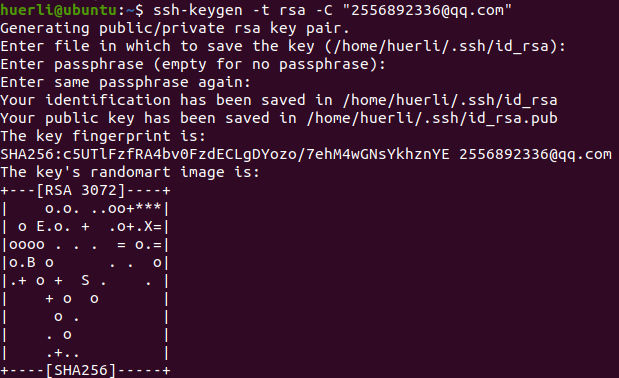 huerli@ubuntu:~$ ssh-keygen -t rsa -C "2556892336@qq.com"
Generating public/private rsa key pair.
Enter file in which to save the key (/home/huerli/.ssh/id_rsa):
Enter passphrase (empty for no passphrase):
Enter same passphrase again:
Your identification has been saved in /home/huerli/.ssh/id_rsa
Your public key has been saved in /home/huerli/.ssh/id_rsa.pub
The key fingerprint is:
SHA256:c5UTlFzfRA4bv0FzdECLgDYozo/7ehM4wGNsYkhznYE 2556892336@qq.com
The key's randomart image is:
+---[RSA 3072]----+
|    o.o. ..oo+***|
| o E.o. +  .o+.X=|
|oooo . . .  = o.=|
|o.B o      . .  o|
|.+ o +  S .    . |
|    + o  o       |
|     o .         |
|    . o          |
|    .+..         |
+----[SHA256]-----+